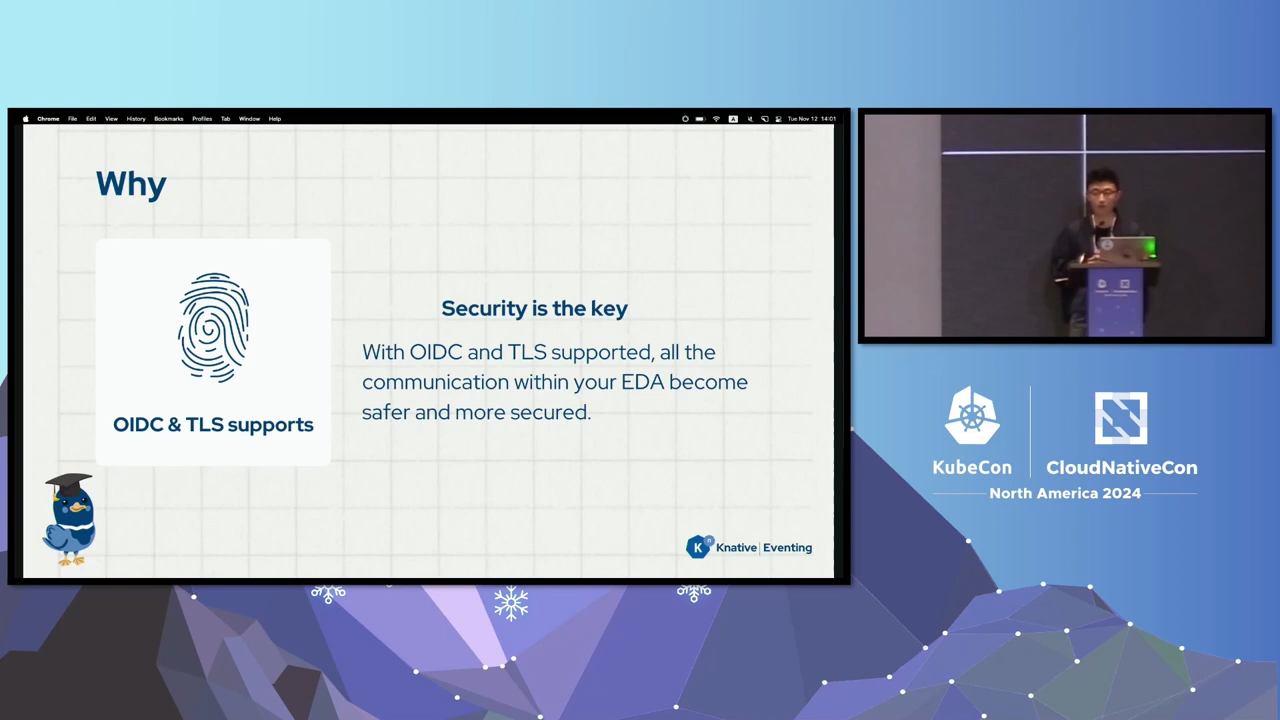 Chrome File Edit View History Bookmarks Profiles Tab Window Help
A Tue Nov 12 14:01
Why
OIDC & TLS supports
Security is the key
With OIDC and TLS supported, all the
communication within your EDA become
safer and more secured.
K n Knative Eventing
KubeCon CloudNativeCon
North America 2024